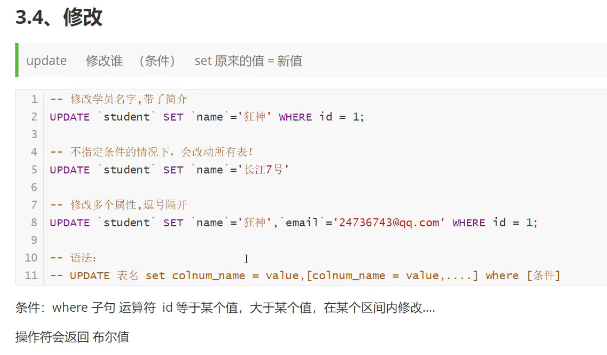 3.4、修改
update 修改谁 （条件） set 原来的值 = 新值
1 -- 修改学员名字,带了简介
2 UPDATE `student` SET `name`='狂神' WHERE id = 1;
3
4 -- 不指定条件的情况下，会改动所有表！
5 UPDATE `student` SET `name`='长江7号'
6
7 -- 修改多个属性,逗号隔开
8 UPDATE `student` SET `name`='狂神',`email`='24736743@qq.com' WHERE id = 1;
9
10 -- 语法：
11 -- UPDATE 表名 set colnum_name = value,[colnum_name = value,....] where [条件]
条件：where 子句 运算符 id 等于某个值，大于某个值，在某个区间内修改....
操作符会返回 布尔值